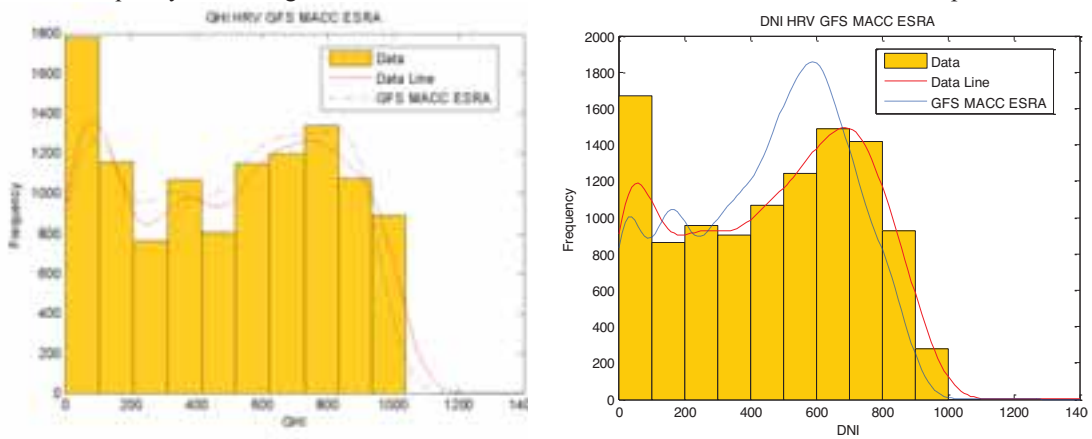 GHI HRV GFS MACC ESRA
1800
1600
1400
1200
1000
800
600
400
200
0
Frequency
Data
Data Line
GFS MACC ESRA
0 200 400 600 800 1000 1200 140
GHI
DNI HRV GFS MACC ESRA
2000
1800
1600
1400
1200
1000
800
600
400
200
0
Frequency
Data
Data Line
GFS MACC ESRA
0 200 400 600 800 1000 1200 140
DNI